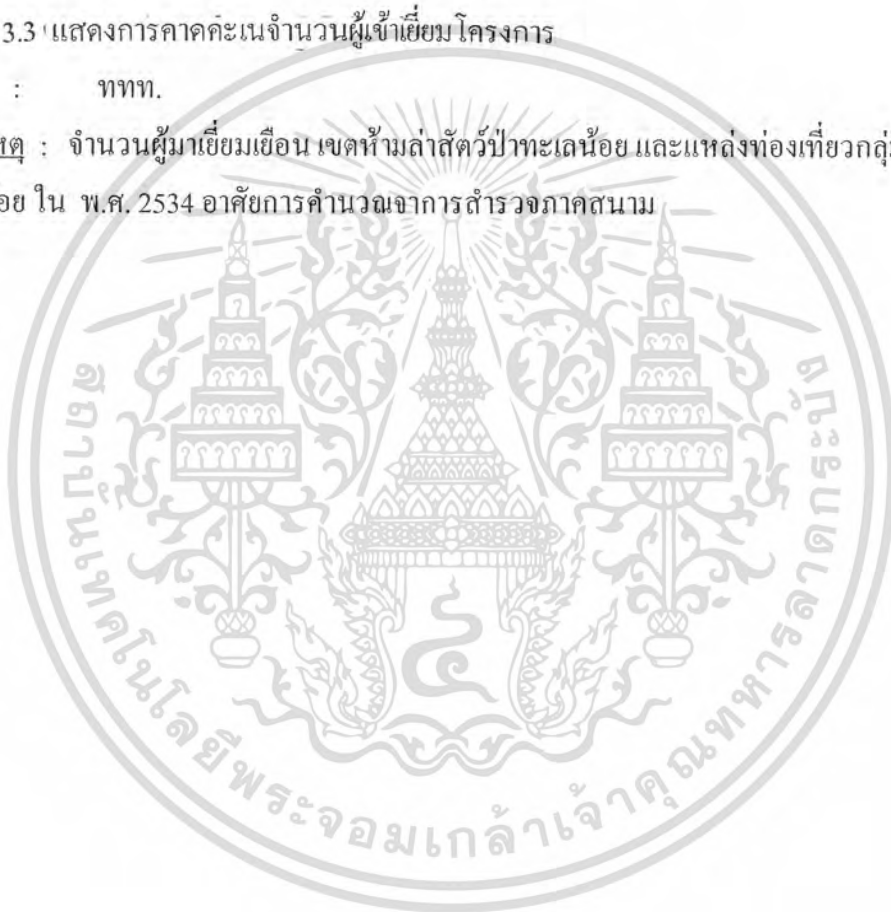 3.3 แสดงการคาดคะเนจำนวนผู้เข้าเยี่ยมโครงการ
: ททท.
หตุ : จำนวนผู้มาเยี่ยมเยือน เขตห้ามล่าสัตว์ป่าทะเลน้อย และแหล่งท่องเที่ยวกลุ่ม
อย ใน พ.ศ. 2534 อาศัยการคำนวณจาการสำรวจภาคสนาม
สถาบันเทคโนโลยีพระจอมเกล้าเจ้าคุณทหารลาดกระบัง